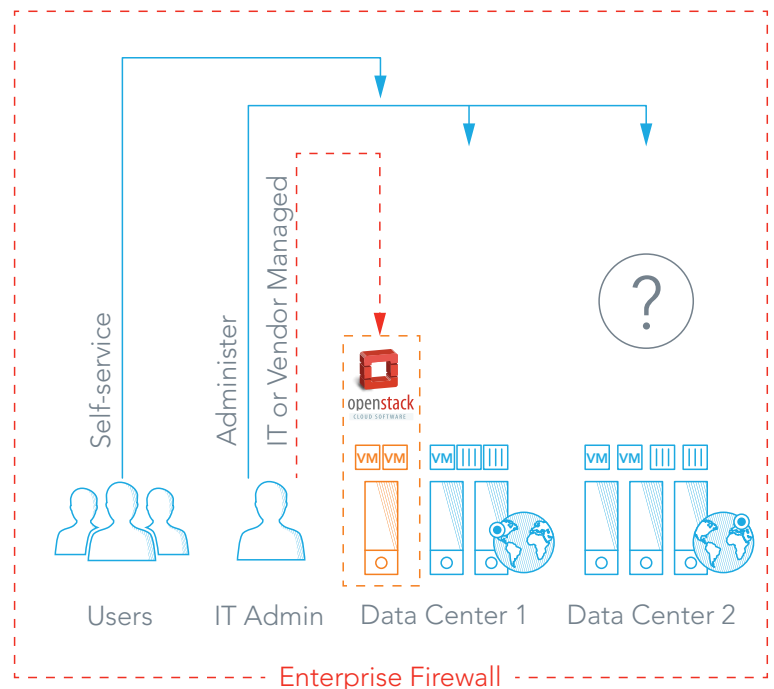 Self-service
Administer
IT or Vendor Managed
?
openstack
CLOUD SOFTWARE
VM VM
VM
VM VM
Users
IT Admin
Data Center 1
Data Center 2
Enterprise Firewall